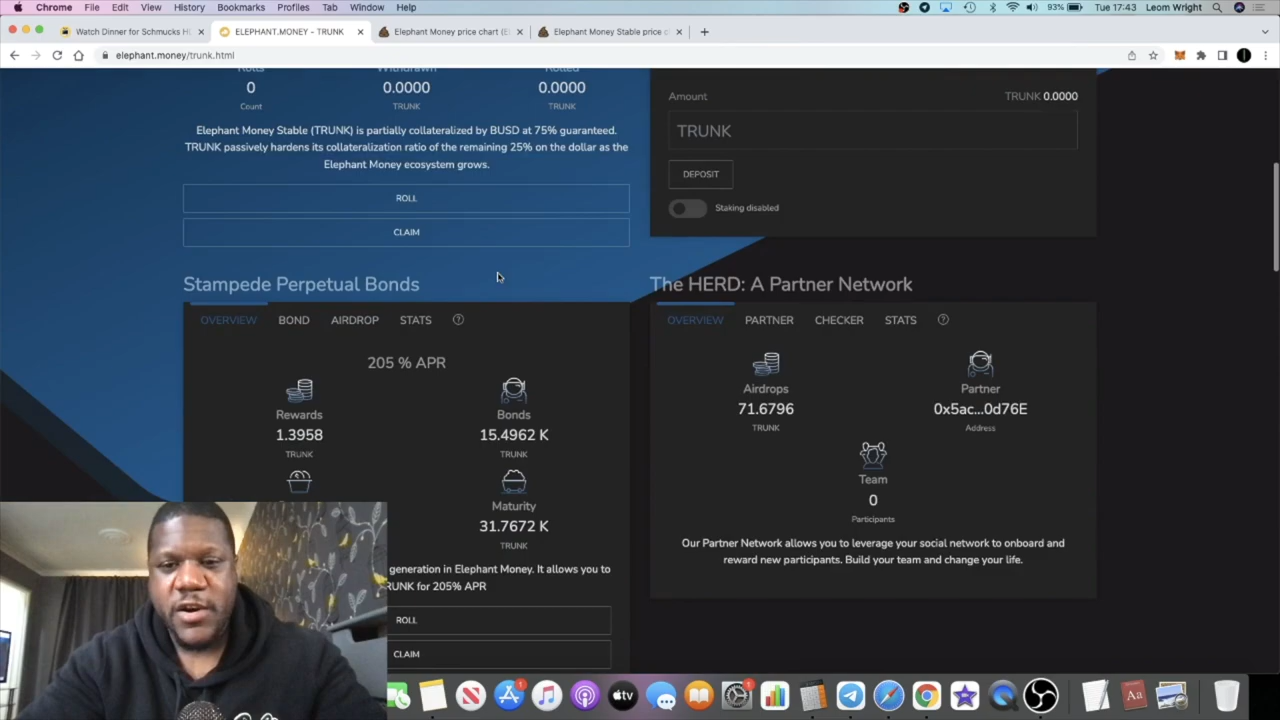 Chrome File Edit View History Bookmarks Profiles Tab Window Help
93% Tue 17:43 Leom Wright
Watch Dinner for Schmucks H
ELEPHANT.MONEY - TRUNK
Elephant Money price chart (E
Elephant Money Stable price c
elephant.money/trunk.html
Rolls
0
Count
Withdrawn
0.0000
TRUNK
Rolled
0.0000
TRUNK
Elephant Money Stable (TRUNK) is partially collateralized by BUSD at 75% guaranteed.
TRUNK passively hardens its collateralization ratio of the remaining 25% on the dollar as the
Elephant Money ecosystem grows.
ROLL
CLAIM
Amount
TRUNK 0.0000
TRUNK
DEPOSIT
Staking disabled
Stampede Perpetual Bonds
OVERVIEW BOND AIRDROP STATS
205 % APR
Rewards
1.3958
TRUNK
Bonds
15.4962 K
TRUNK
Maturity
31.7672 K
TRUNK
generation in Elephant Money. It allows you to
RUNK for 205% APR
ROLL
CLAIM
The HERD: A Partner Network
OVERVIEW PARTNER CHECKER STATS
Airdrops
71.6796
TRUNK
Partner
0x5ac...0d76E
Address
Team
0
Participants
Our Partner Network allows you to leverage your social network to onboard and
reward new participants. Build your team and change your life.
tv